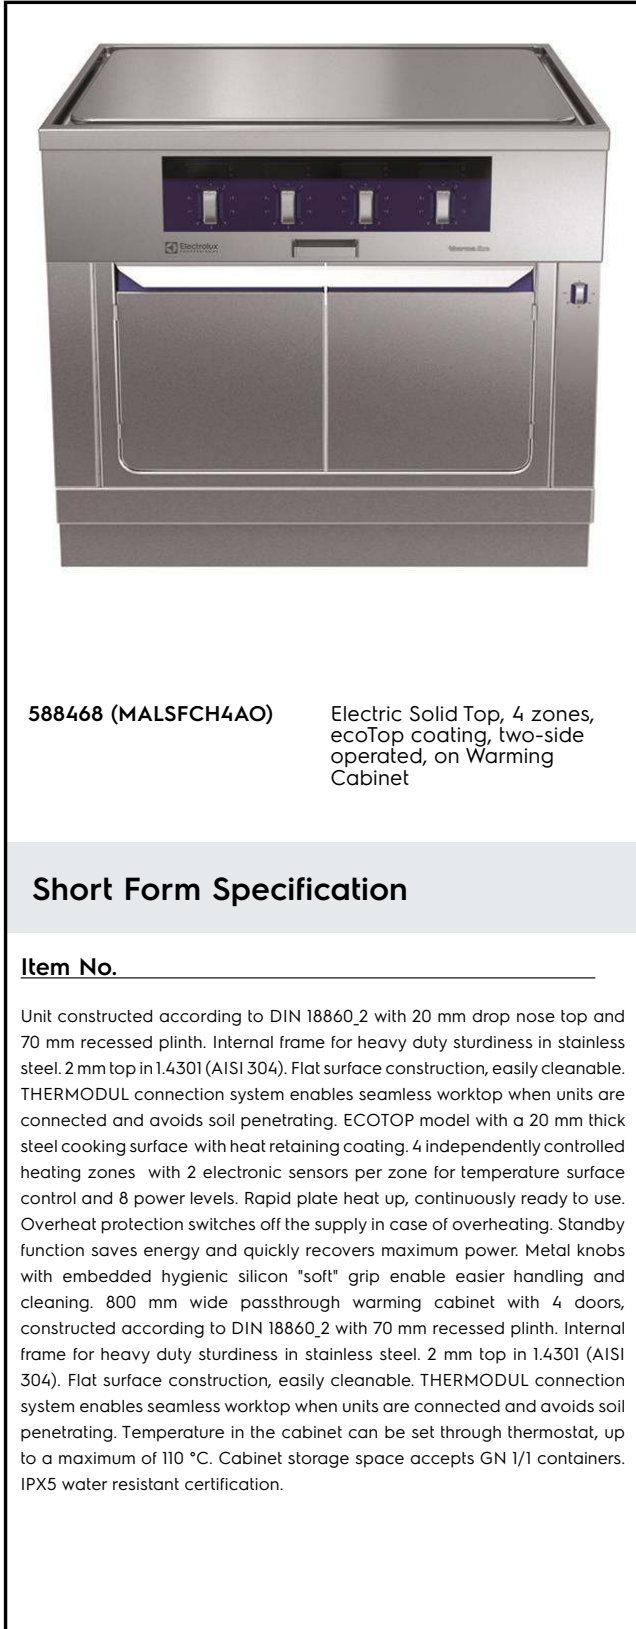 Electrolux
PROFESSIONAL
thermaline
588468 (MALSFCH4AO)
Electric Solid Top, 4 zones,
ecoTop coating, two-side
operated, on Warming
Cabinet
Short Form Specification
Item No.
Unit constructed according to DIN 18860_2 with 20 mm drop nose top and
70 mm recessed plinth. Internal frame for heavy duty sturdiness in stainless
steel. 2 mm top in 1.4301 (AISI 304). Flat surface construction, easily cleanable.
THERMODUL connection system enables seamless worktop when units are
connected and avoids soil penetrating. ECOTOP model with a 20 mm thick
steel cooking surface with heat retaining coating. 4 independently controlled
heating zones with 2 electronic sensors per zone for temperature surface
control and 8 power levels. Rapid plate heat up, continuously ready to use.
Overheat protection switches off the supply in case of overheating. Standby
function saves energy and quickly recovers maximum power. Metal knobs
with embedded hygienic silicon "soft" grip enable easier handling and
cleaning. 800 mm wide passthrough warming cabinet with 4 doors,
constructed according to DIN 18860_2 with 70 mm recessed plinth. Internal
frame for heavy duty sturdiness in stainless steel. 2 mm top in 1.4301 (AISI
304). Flat surface construction, easily cleanable. THERMODUL connection
system enables seamless worktop when units are connected and avoids soil
penetrating. Temperature in the cabinet can be set through thermostat, up
to a maximum of 110 °C. Cabinet storage space accepts GN 1/1 containers.
IPX5 water resistant certification.